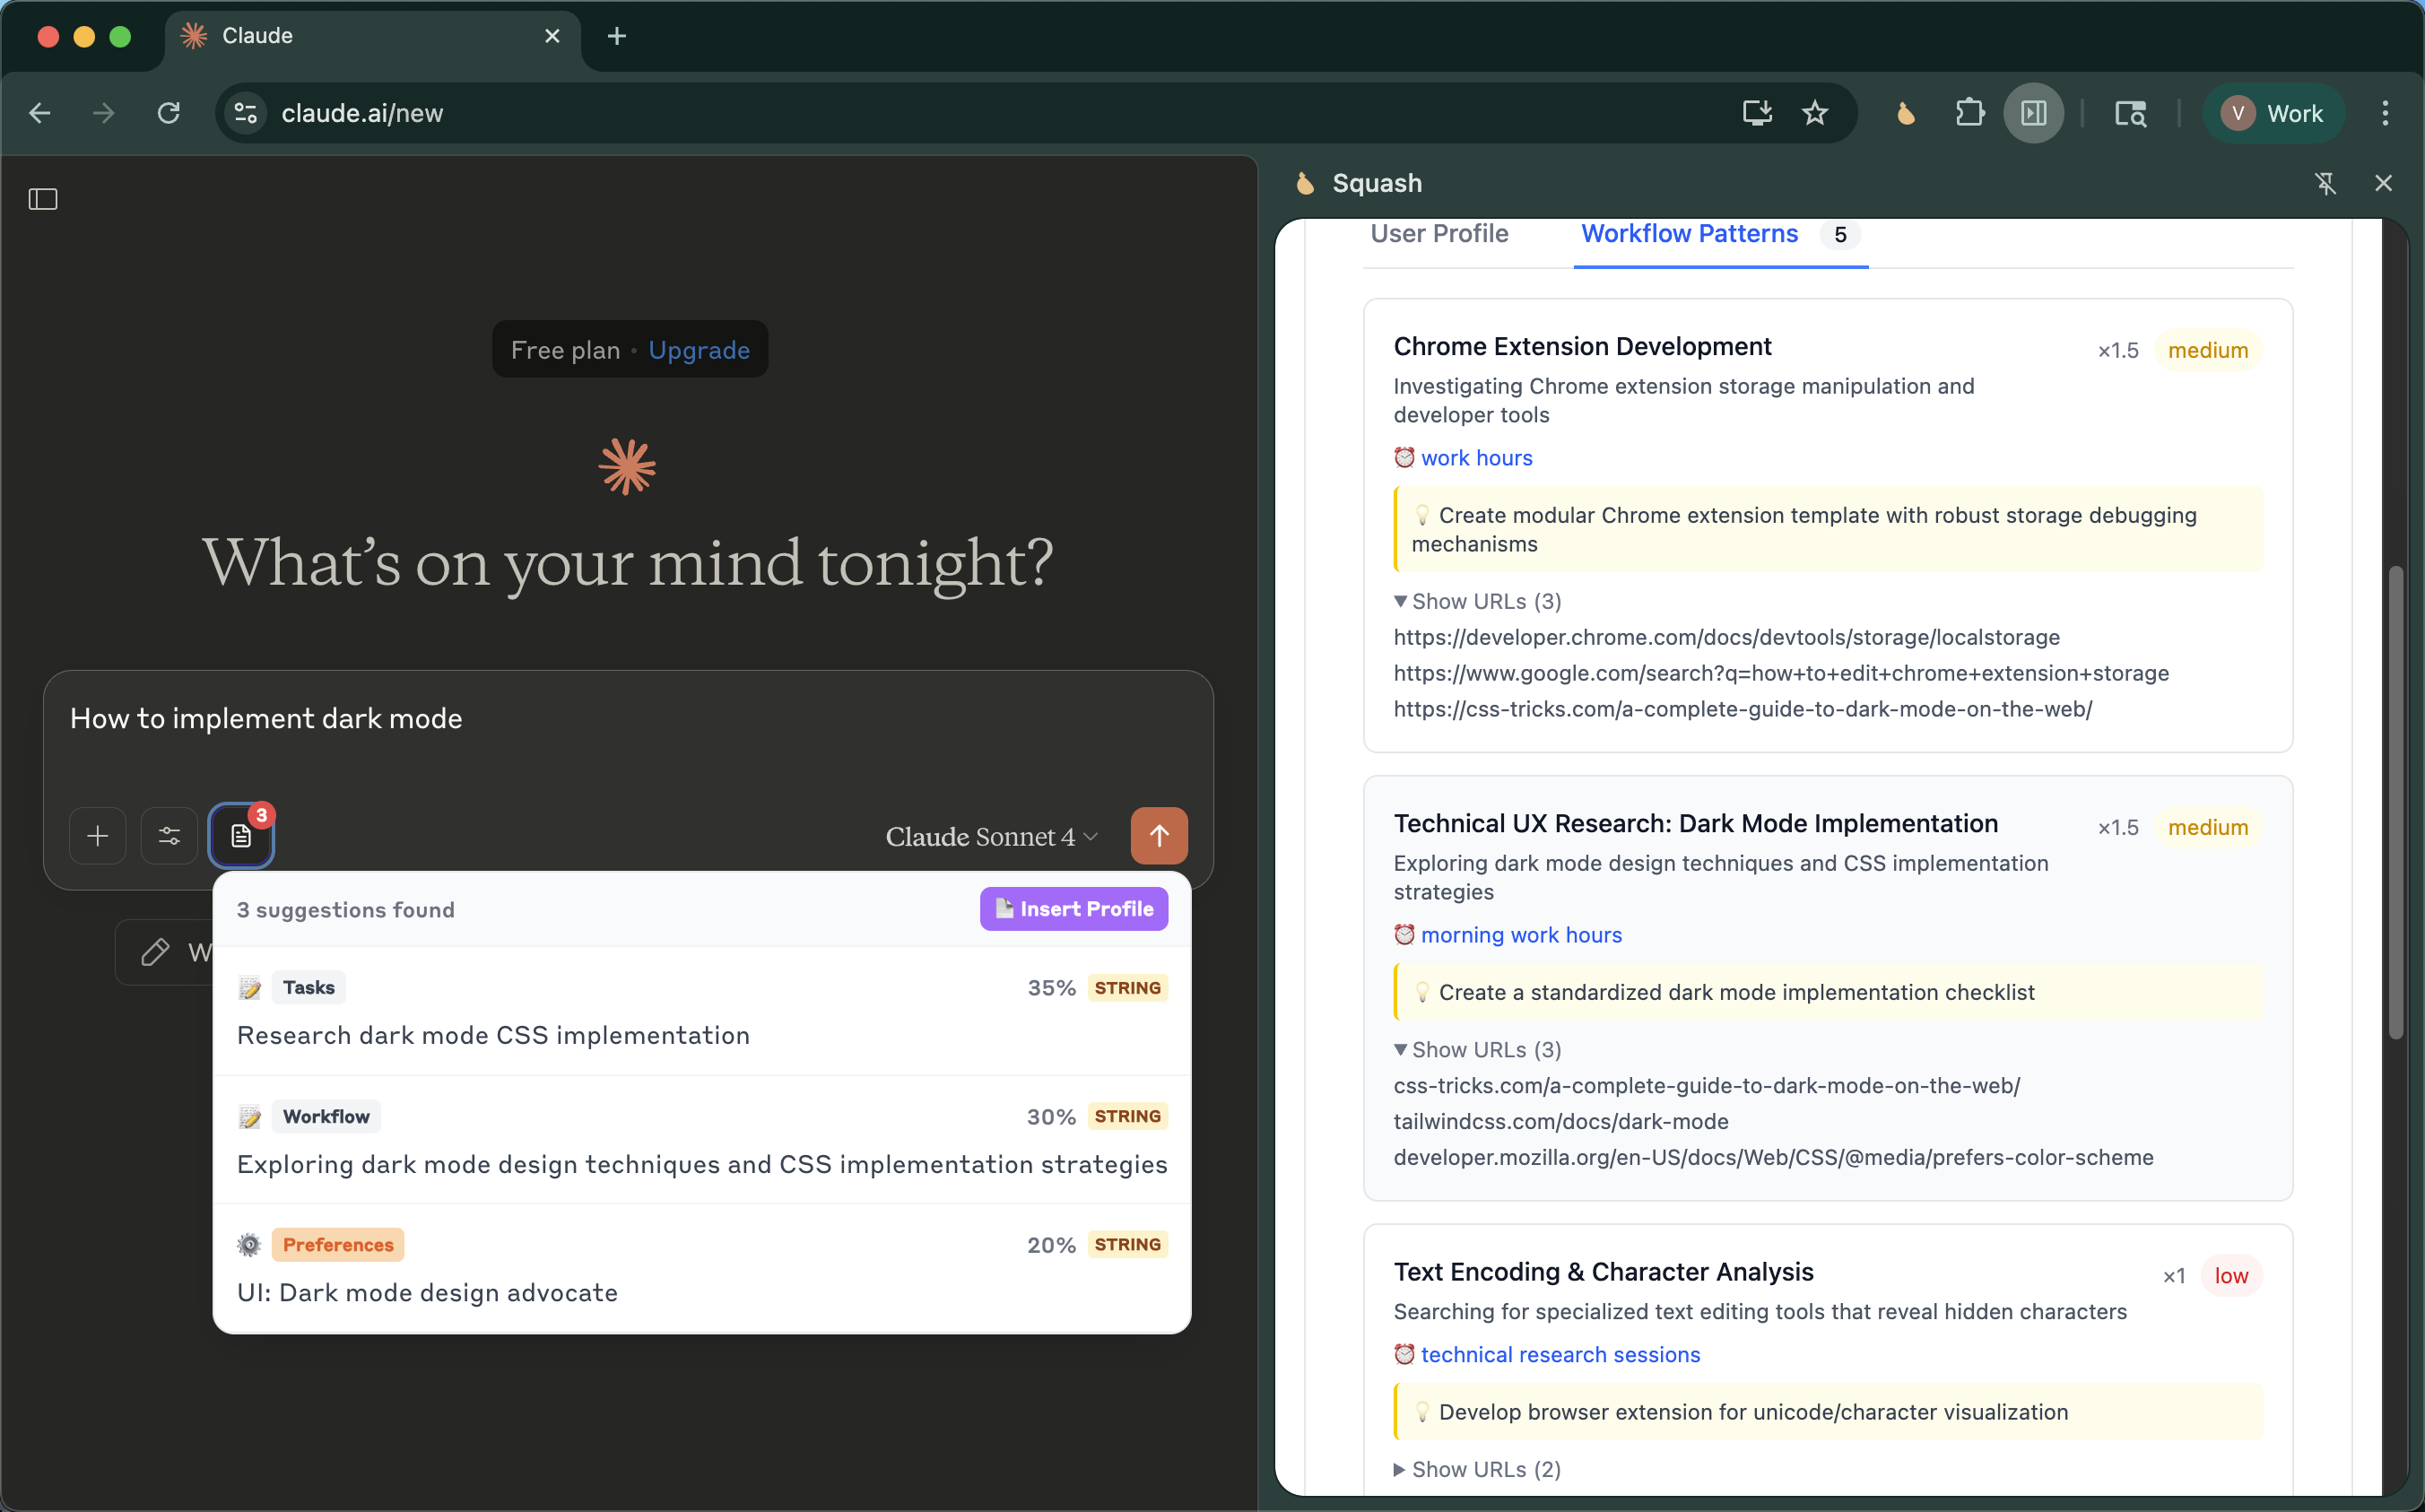 Claude
claude.ai/new
V Work
Squash
Free plan • Upgrade
What's on your mind tonight?
How to implement dark mode
3
Claude Sonnet 4
W
3 suggestions found
Insert Profile
Tasks
35% STRING
Research dark mode CSS implementation
Workflow
30% STRING
Exploring dark mode design techniques and CSS implementation strategies
Preferences
20% STRING
UI: Dark mode design advocate
User Profile
Workflow Patterns 5
Chrome Extension Development
×1.5 medium
Investigating Chrome extension storage manipulation and
developer tools
work hours
Create modular Chrome extension template with robust storage debugging
mechanisms
Show URLs (3)
https://developer.chrome.com/docs/devtools/storage/localstorage
https://www.google.com/search?q=how+to+edit+chrome+extension+storage
https://css-tricks.com/a-complete-guide-to-dark-mode-on-the-web/
Technical UX Research: Dark Mode Implementation
×1.5 medium
Exploring dark mode design techniques and CSS implementation
strategies
morning work hours
Create a standardized dark mode implementation checklist
Show URLs (3)
css-tricks.com/a-complete-guide-to-dark-mode-on-the-web/
tailwindcss.com/docs/dark-mode
developer.mozilla.org/en-US/docs/Web/CSS/@media/prefers-color-scheme
Text Encoding & Character Analysis
×1 low
Searching for specialized text editing tools that reveal hidden characters
technical research sessions
Develop browser extension for unicode/character visualization
Show URLs (2)